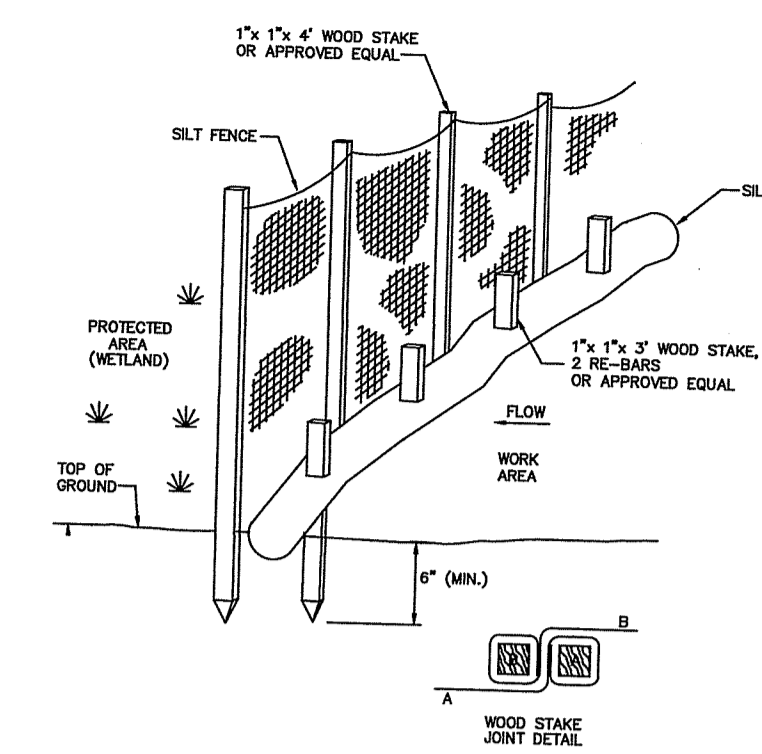 1"x 1"x 4' WOOD STAKE
OR APPROVED EQUAL
SILT FENCE
SIL
PROTECTED
AREA
(WETLAND)
1"x 1"x 3' WOOD STAKE,
2 RE-BARS
OR APPROVED EQUAL
FLOW
WORK
AREA
TOP OF
GROUND
6" (MIN.)
B
B A
A
WOOD STAKE
JOINT DETAIL